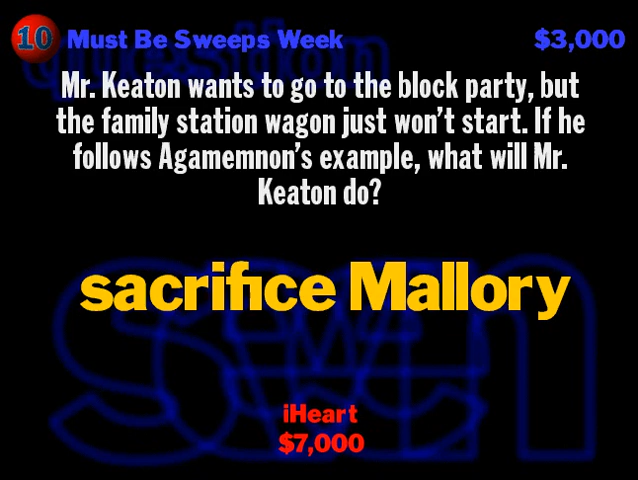 10 Must Be Sweeps Week $3,000
question
Mr. Keaton wants to go to the block party, but
the family station wagon just won't start. If he
follows Agamemnon's example, what will Mr.
Keaton do?
sacrifice Mallory
iHeart
$7,000